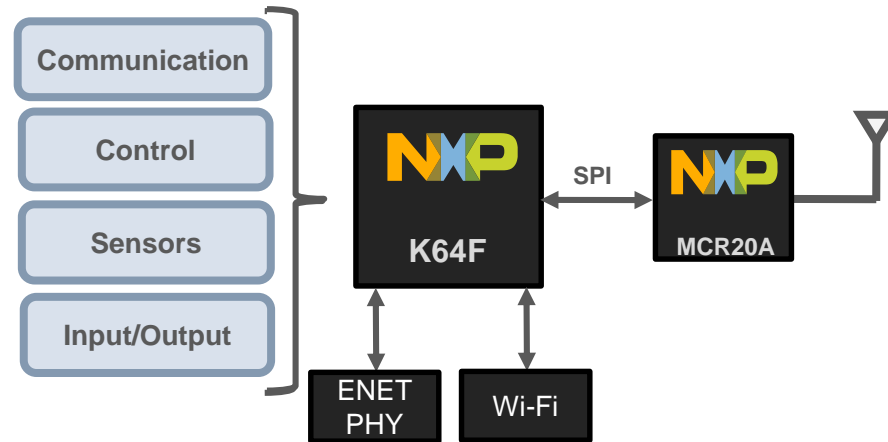 Communication
Control
Sensors
Input/Output
NXP
K64F
SPI
NXP
MCR20A
ENET
PHY
Wi-Fi